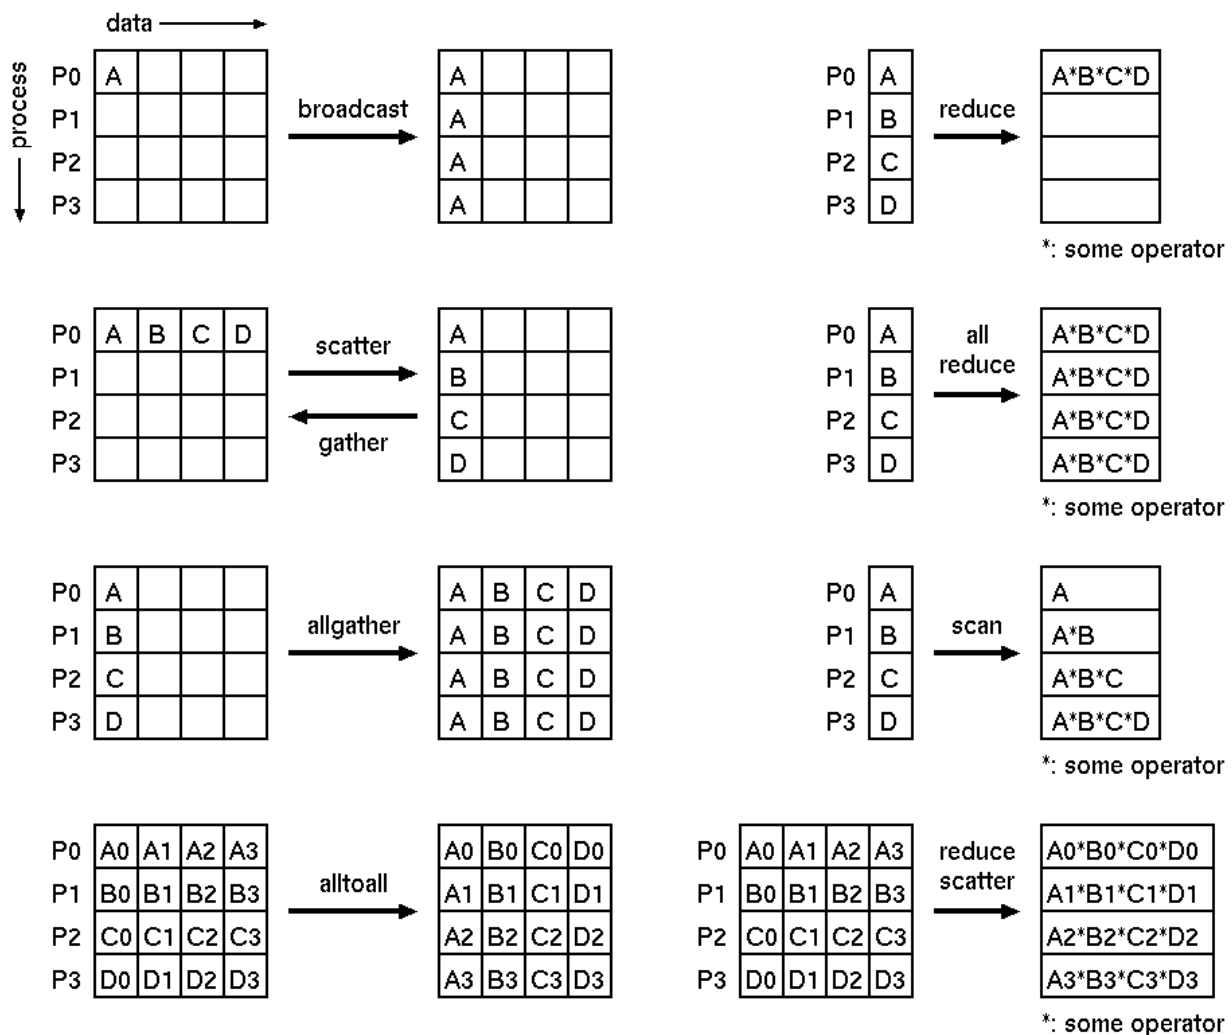 data
process
P0 A
P1
P2
P3
broadcast
A
A
A
A
P0 A
P1 B
P2 C
P3 D
reduce
A*B*C*D
*: some operator
P0 A B C D
P1
P2
P3
scatter
gather
A
B
C
D
P0 A
P1 B
P2 C
P3 D
all
reduce
A*B*C*D
A*B*C*D
A*B*C*D
A*B*C*D
*: some operator
P0 A
P1 B
P2 C
P3 D
allgather
A B C D
A B C D
A B C D
A B C D
P0 A
P1 B
P2 C
P3 D
scan
A
A*B
A*B*C
A*B*C*D
*: some operator
P0 A0 A1 A2 A3
P1 B0 B1 B2 B3
P2 C0 C1 C2 C3
P3 D0 D1 D2 D3
alltoall
A0 B0 C0 D0
A1 B1 C1 D1
A2 B2 C2 D2
A3 B3 C3 D3
P0 A0 A1 A2 A3
P1 B0 B1 B2 B3
P2 C0 C1 C2 C3
P3 D0 D1 D2 D3
reduce
scatter
A0*B0*C0*D0
A1*B1*C1*D1
A2*B2*C2*D2
A3*B3*C3*D3
*: some operator